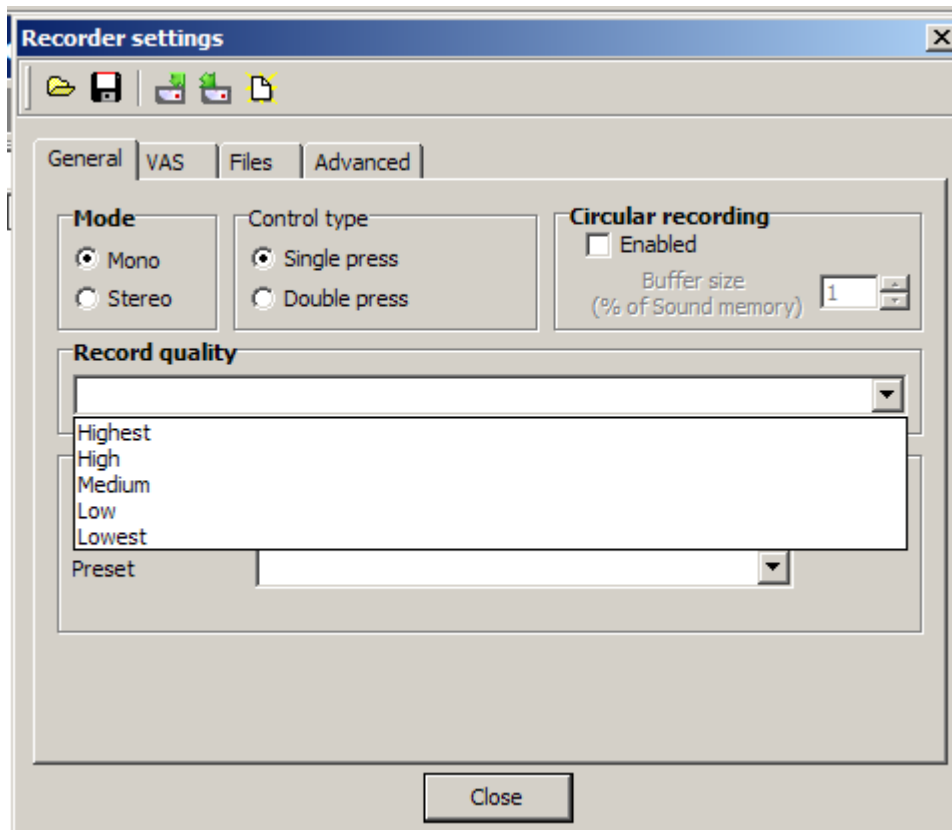 Recorder settings
General VAS Files Advanced
Mode
Mono
Stereo
Control type
Single press
Double press
Circular recording
Enabled
Buffer size
(% of Sound memory)
1
Record quality
Highest
High
Medium
Low
Lowest
Preset
Close